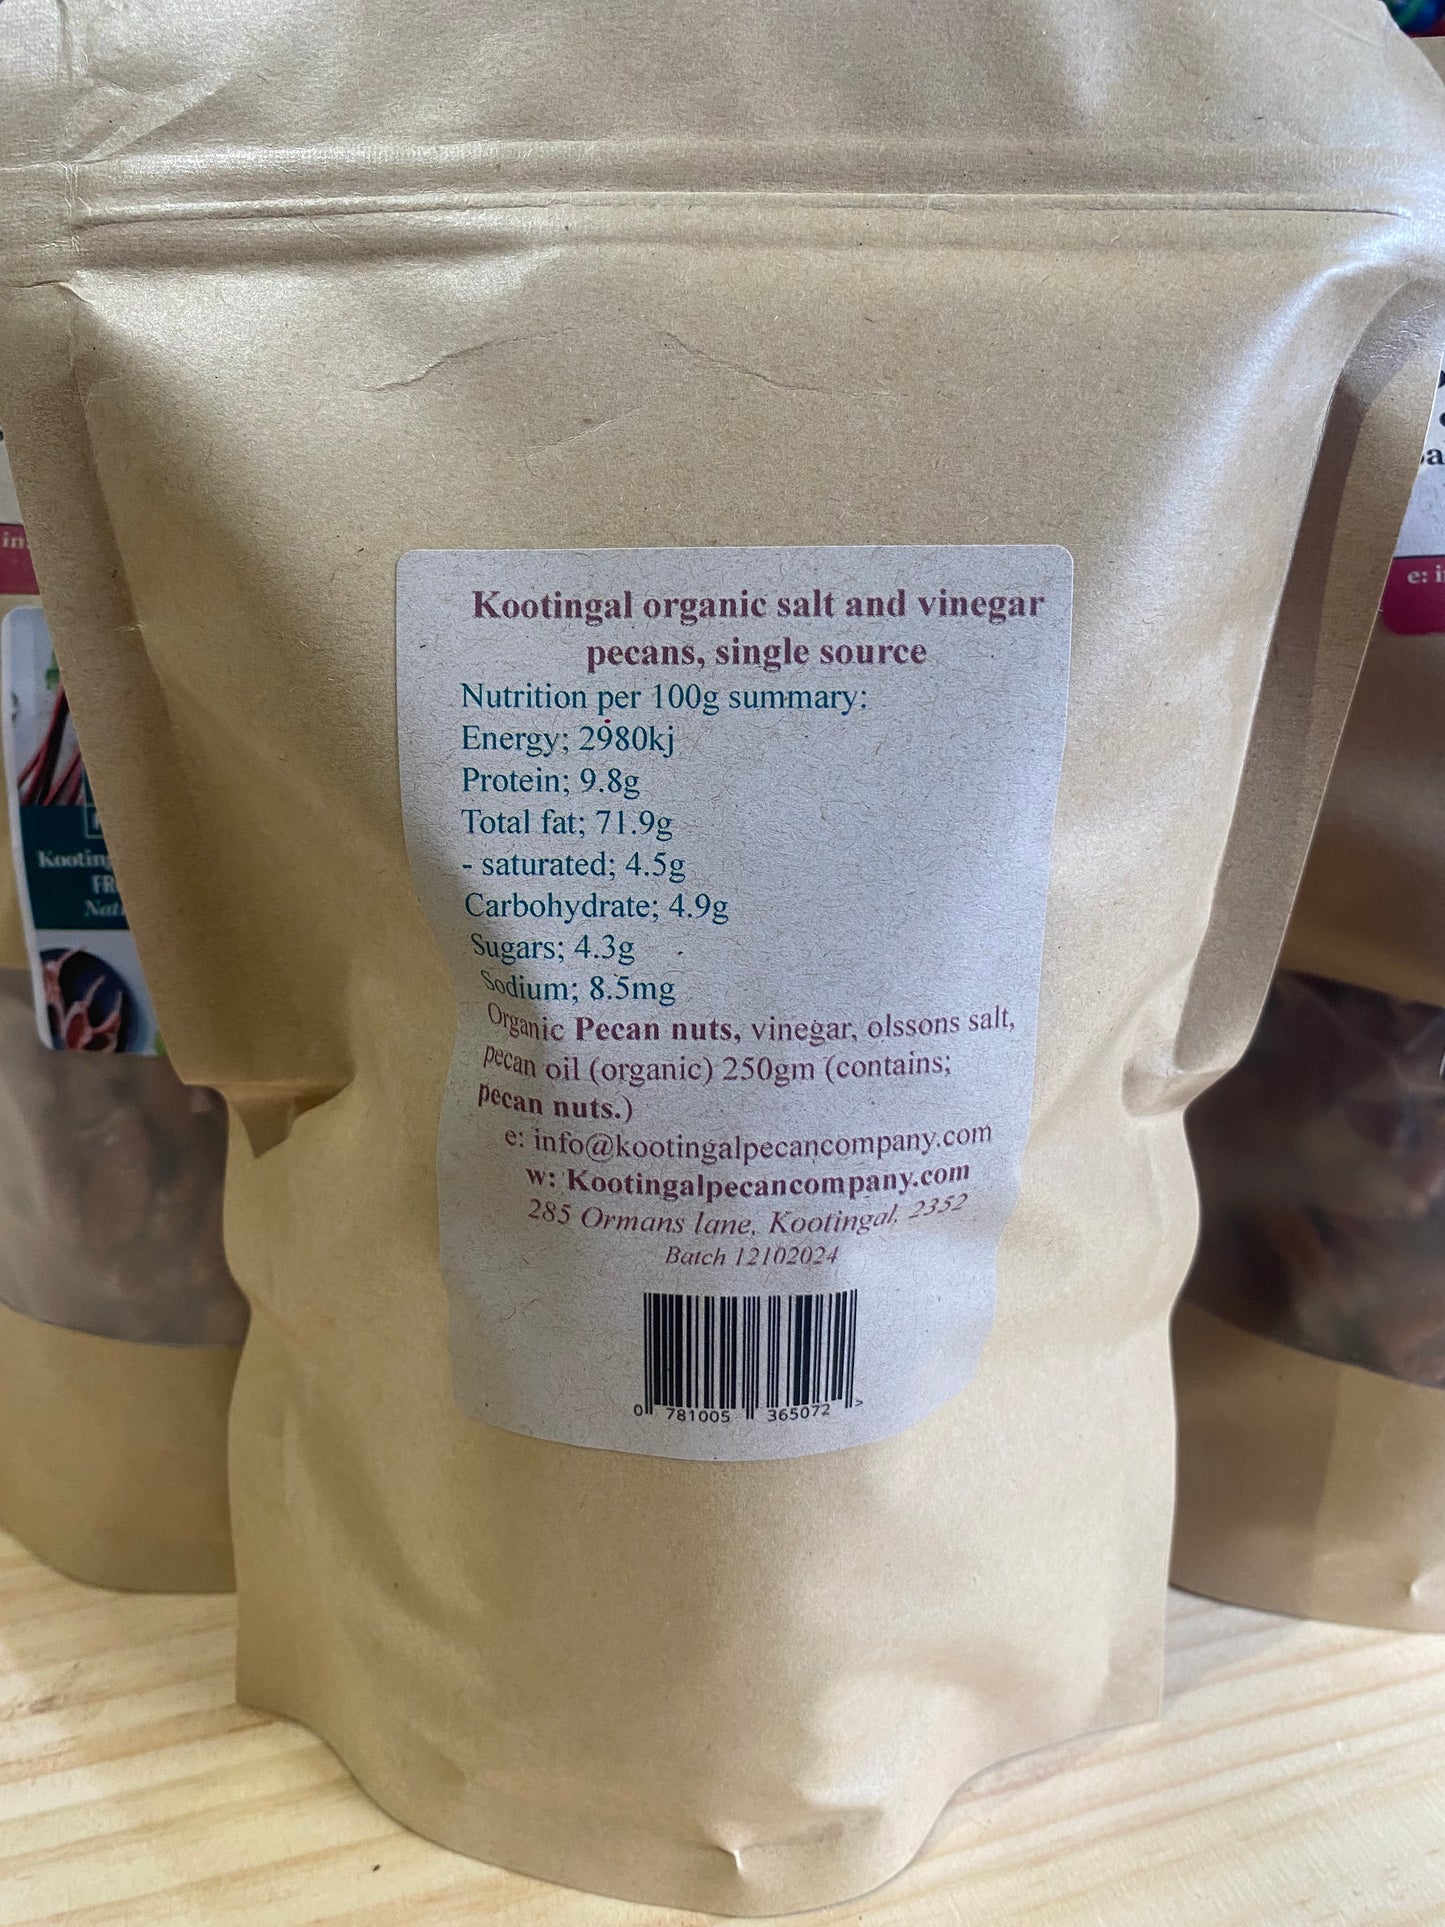 Kootingal organic salt and vinegar
pecans, single source
Nutrition per 100g summary:
Energy; 2980kj
Protein; 9.8g
Total fat; 71.9g
- saturated; 4.5g
Carbohydrate; 4.9g
Sugars; 4.3g
Sodium; 8.5mg
Organic Pecan nuts, vinegar, olssons salt,
pecan oil (organic) 250gm (contains;
pecan nuts.)
e: info@kootingalpecancompany.com
w: Kootingalpecancompany.com
285 Ormans lane, Kootingal, 2352
Batch 12102024
0 781005 365072 >
e: i